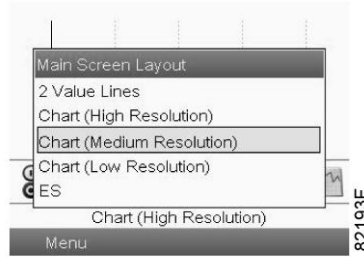 Main Screen Layout
2 Value Lines
Chart (High Resolution)
Chart (Medium Resolution)
Chart (Low Resolution)
ES
Chart (High Resolution)
Menu
82193F